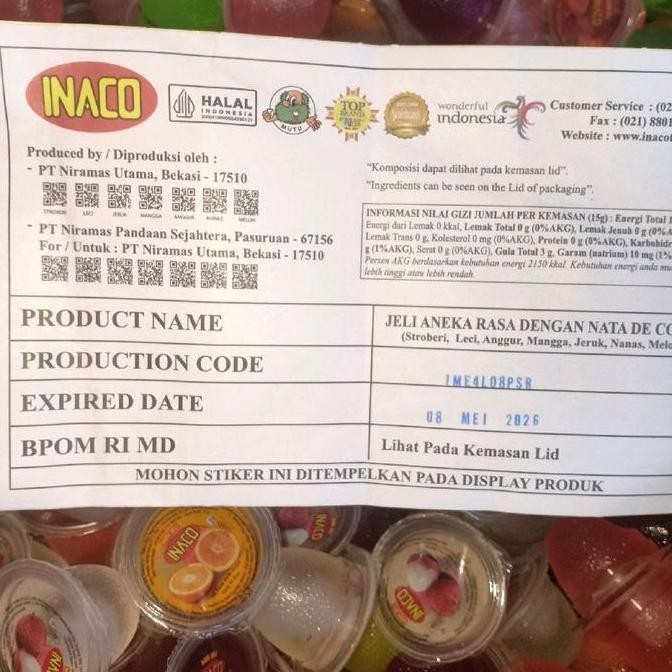 INACO
HALAL
INDONESIA
MUTU
TOP
BRAND
wonderful
indonesia
Customer Service : (02
Fax : (021) 8801
Website : www.inaco
Produced by / Diproduksi oleh :
- PT Niramas Utama, Bekasi - 17510
STROBERI LECI JERUK MANGGA ANGGUR NANAS MELON
- PT Niramas Pandaan Sejahtera, Pasuruan - 67156
For / Untuk : PT Niramas Utama, Bekasi - 17510
"Komposisi dapat dilihat pada kemasan lid".
"Ingredients can be seen on the Lid of packaging".
INFORMASI NILAI GIZI JUMLAH PER KEMASAN (15g) : Energi Total 1
Energi dari Lemak 0 kkal, Lemak Total 0 g (0%AKG), Lemak Jenuh 0 g (0%A
Lemak Trans 0 g, Kolesterol 0 mg (0%AKG), Protein 0 g (0%AKG), Karbohidr
g (1%AKG), Serat 0 g (0%AKG), Gula Total 3 g, Garam (natrium) 10 mg (1%
Persen AKG berdasarkan kebutuhan energi 2150 kkal. Kebutuhan energi anda mu
lebih tinggi atau lebih rendah.
PRODUCT NAME
JELI ANEKA RASA DENGAN NATA DE CO
(Stroberi, Leci, Anggur, Mangga, Jeruk, Nanas, Melo
PRODUCTION CODE
1ME4L08PSR
EXPIRED DATE
08 MEI 2026
BPOM RI MD
Lihat Pada Kemasan Lid
MOHON STIKER INI DITEMPELKAN PADA DISPLAY PRODUK
INACO
INACO
INACO
INACO